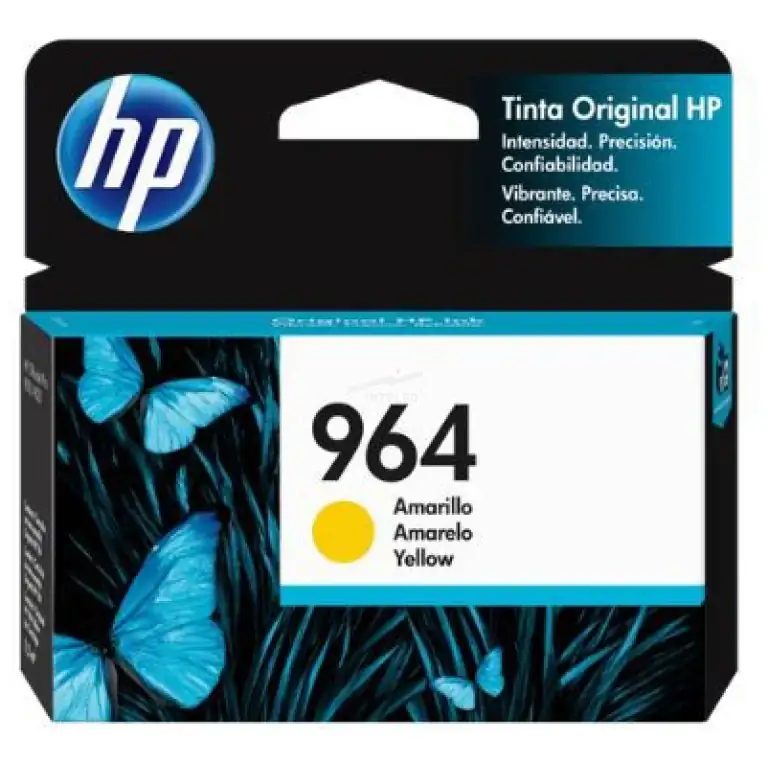 hp
Tinta Original HP
Intensidad. Precisión.
Confiabilidad.
Vibrante. Precisa.
Confiável.
964
Amarillo
Amarelo
Yellow